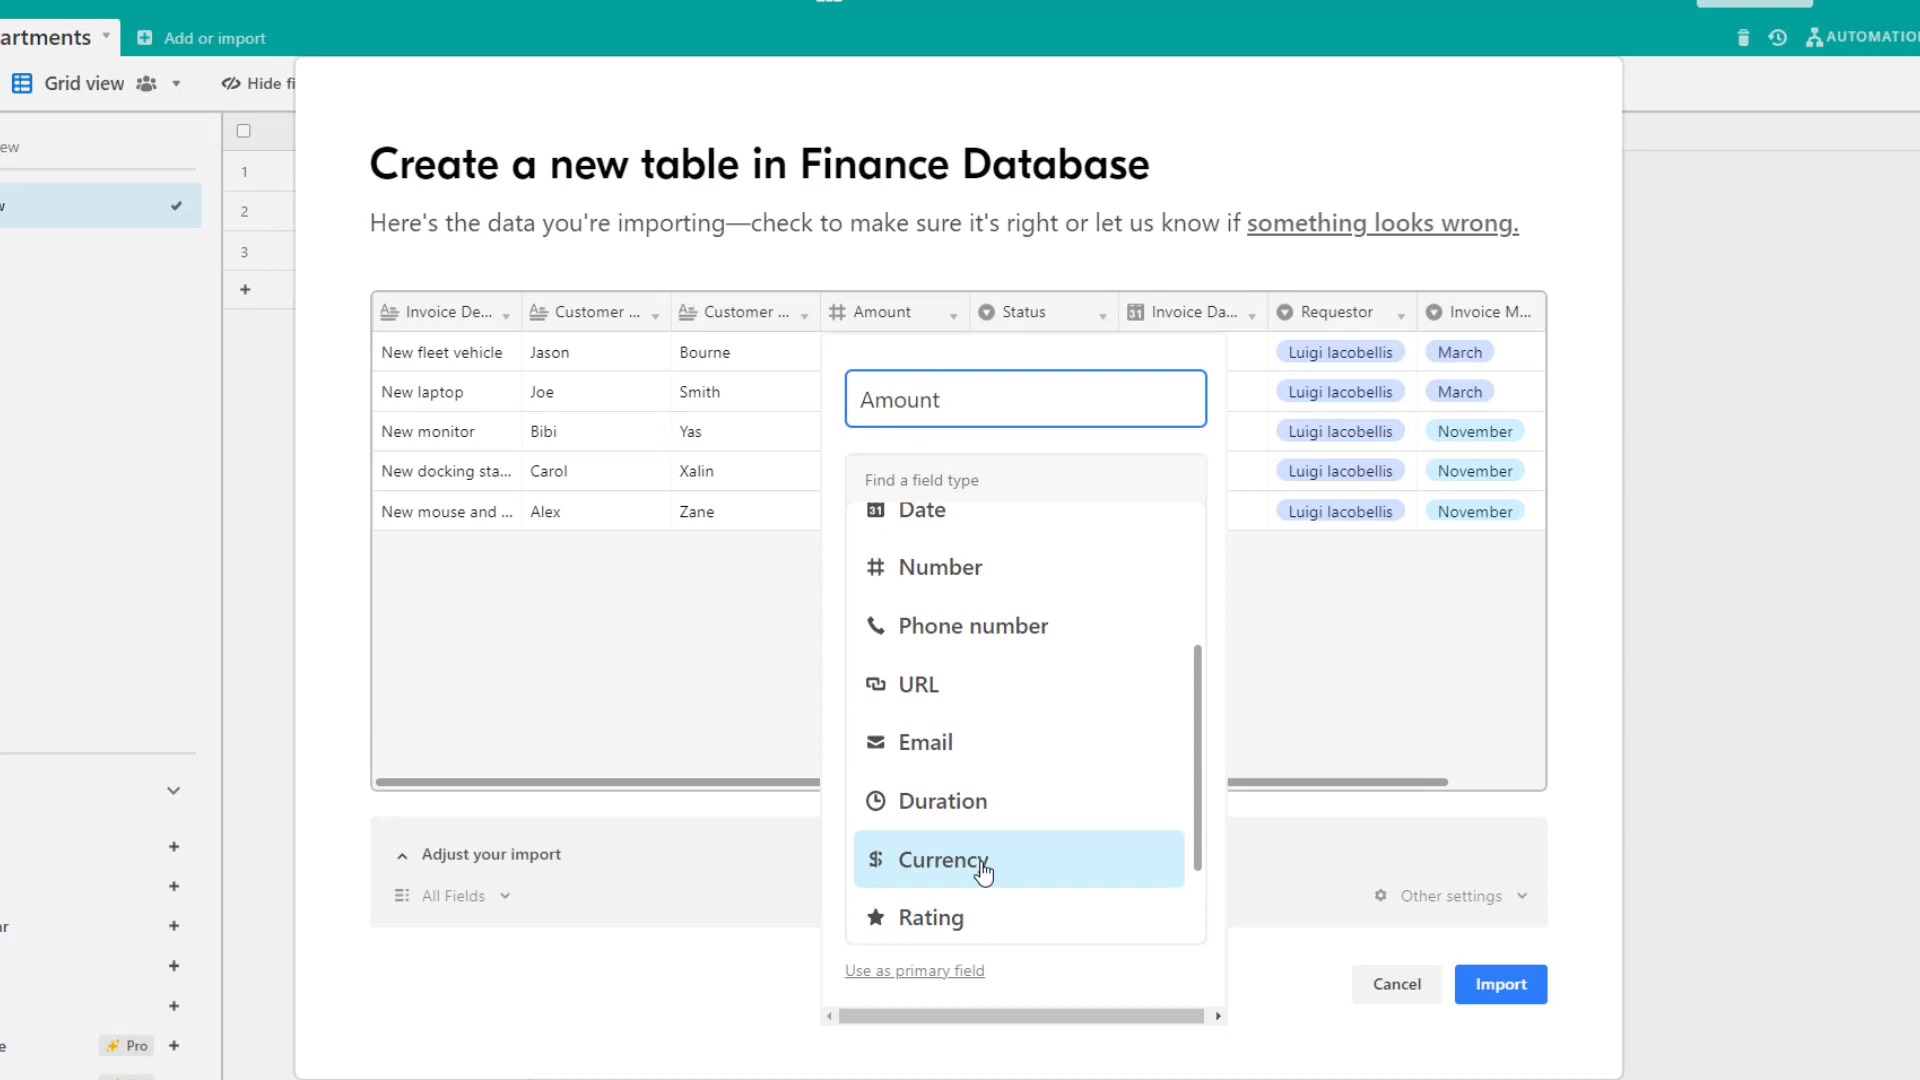 artments
Add or import
AUTOMATIO
Grid view
Hide fi
ew
1
2
3
Create a new table in Finance Database
Here's the data you're importing—check to make sure it's right or let us know if something looks wrong.
Invoice De... Customer ... Customer ... Amount Status Invoice Da... Requestor Invoice M...
New fleet vehicle Jason Bourne Luigi Iacobellis March
New laptop Joe Smith Luigi Iacobellis March
New monitor Bibi Yas Luigi Iacobellis November
New docking sta... Carol Xalin Luigi Iacobellis November
New mouse and ... Alex Zane Luigi Iacobellis November
Amount
Find a field type
Date
Number
Phone number
URL
Email
Duration
Currency
Rating
Use as primary field
Adjust your import
All Fields
Other settings
Cancel
Import
ar
e
Pro